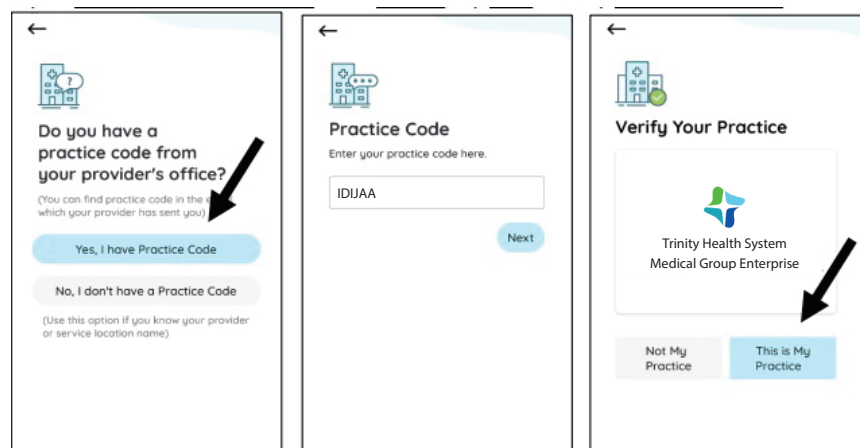 Do you have a
practice code from
your provider's office?
(You can find practice code in the
which your provider has sent you)
Yes, I have Practice Code
No, I don't have a Practice Code
(Use this option if you know your provider
or service location name)
Practice Code
Enter your practice code here.
IDIJAA
Next
Verify Your Practice
Trinity Health System
Medical Group Enterprise
Not My
Practice
This is My
Practice